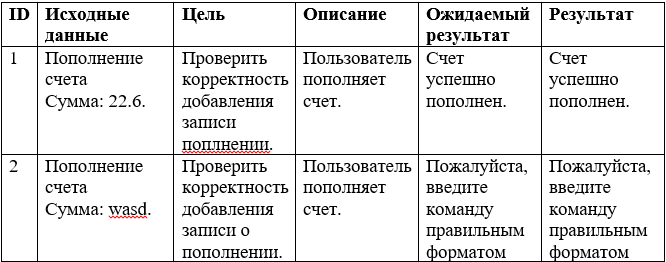 ID Исходные данные Цель Описание Ожидаемый результат Результат
1
Пополнение
счета
Сумма: 22.6.
Проверить
корректность
добавления
записи
поплнении.
Пользователь
пополняет
счет.
Счет
успешно
пополнен.
Счет
успешно
пополнен.
2
Пополнение
счета
Сумма: wasd.
Проверить
корректность
добавления
записи о
пополнении.
Пользователь
пополняет
счет.
Пожалуйста,
введите
команду
правильным
форматом
Пожалуйста,
введите
команду
правильным
форматом